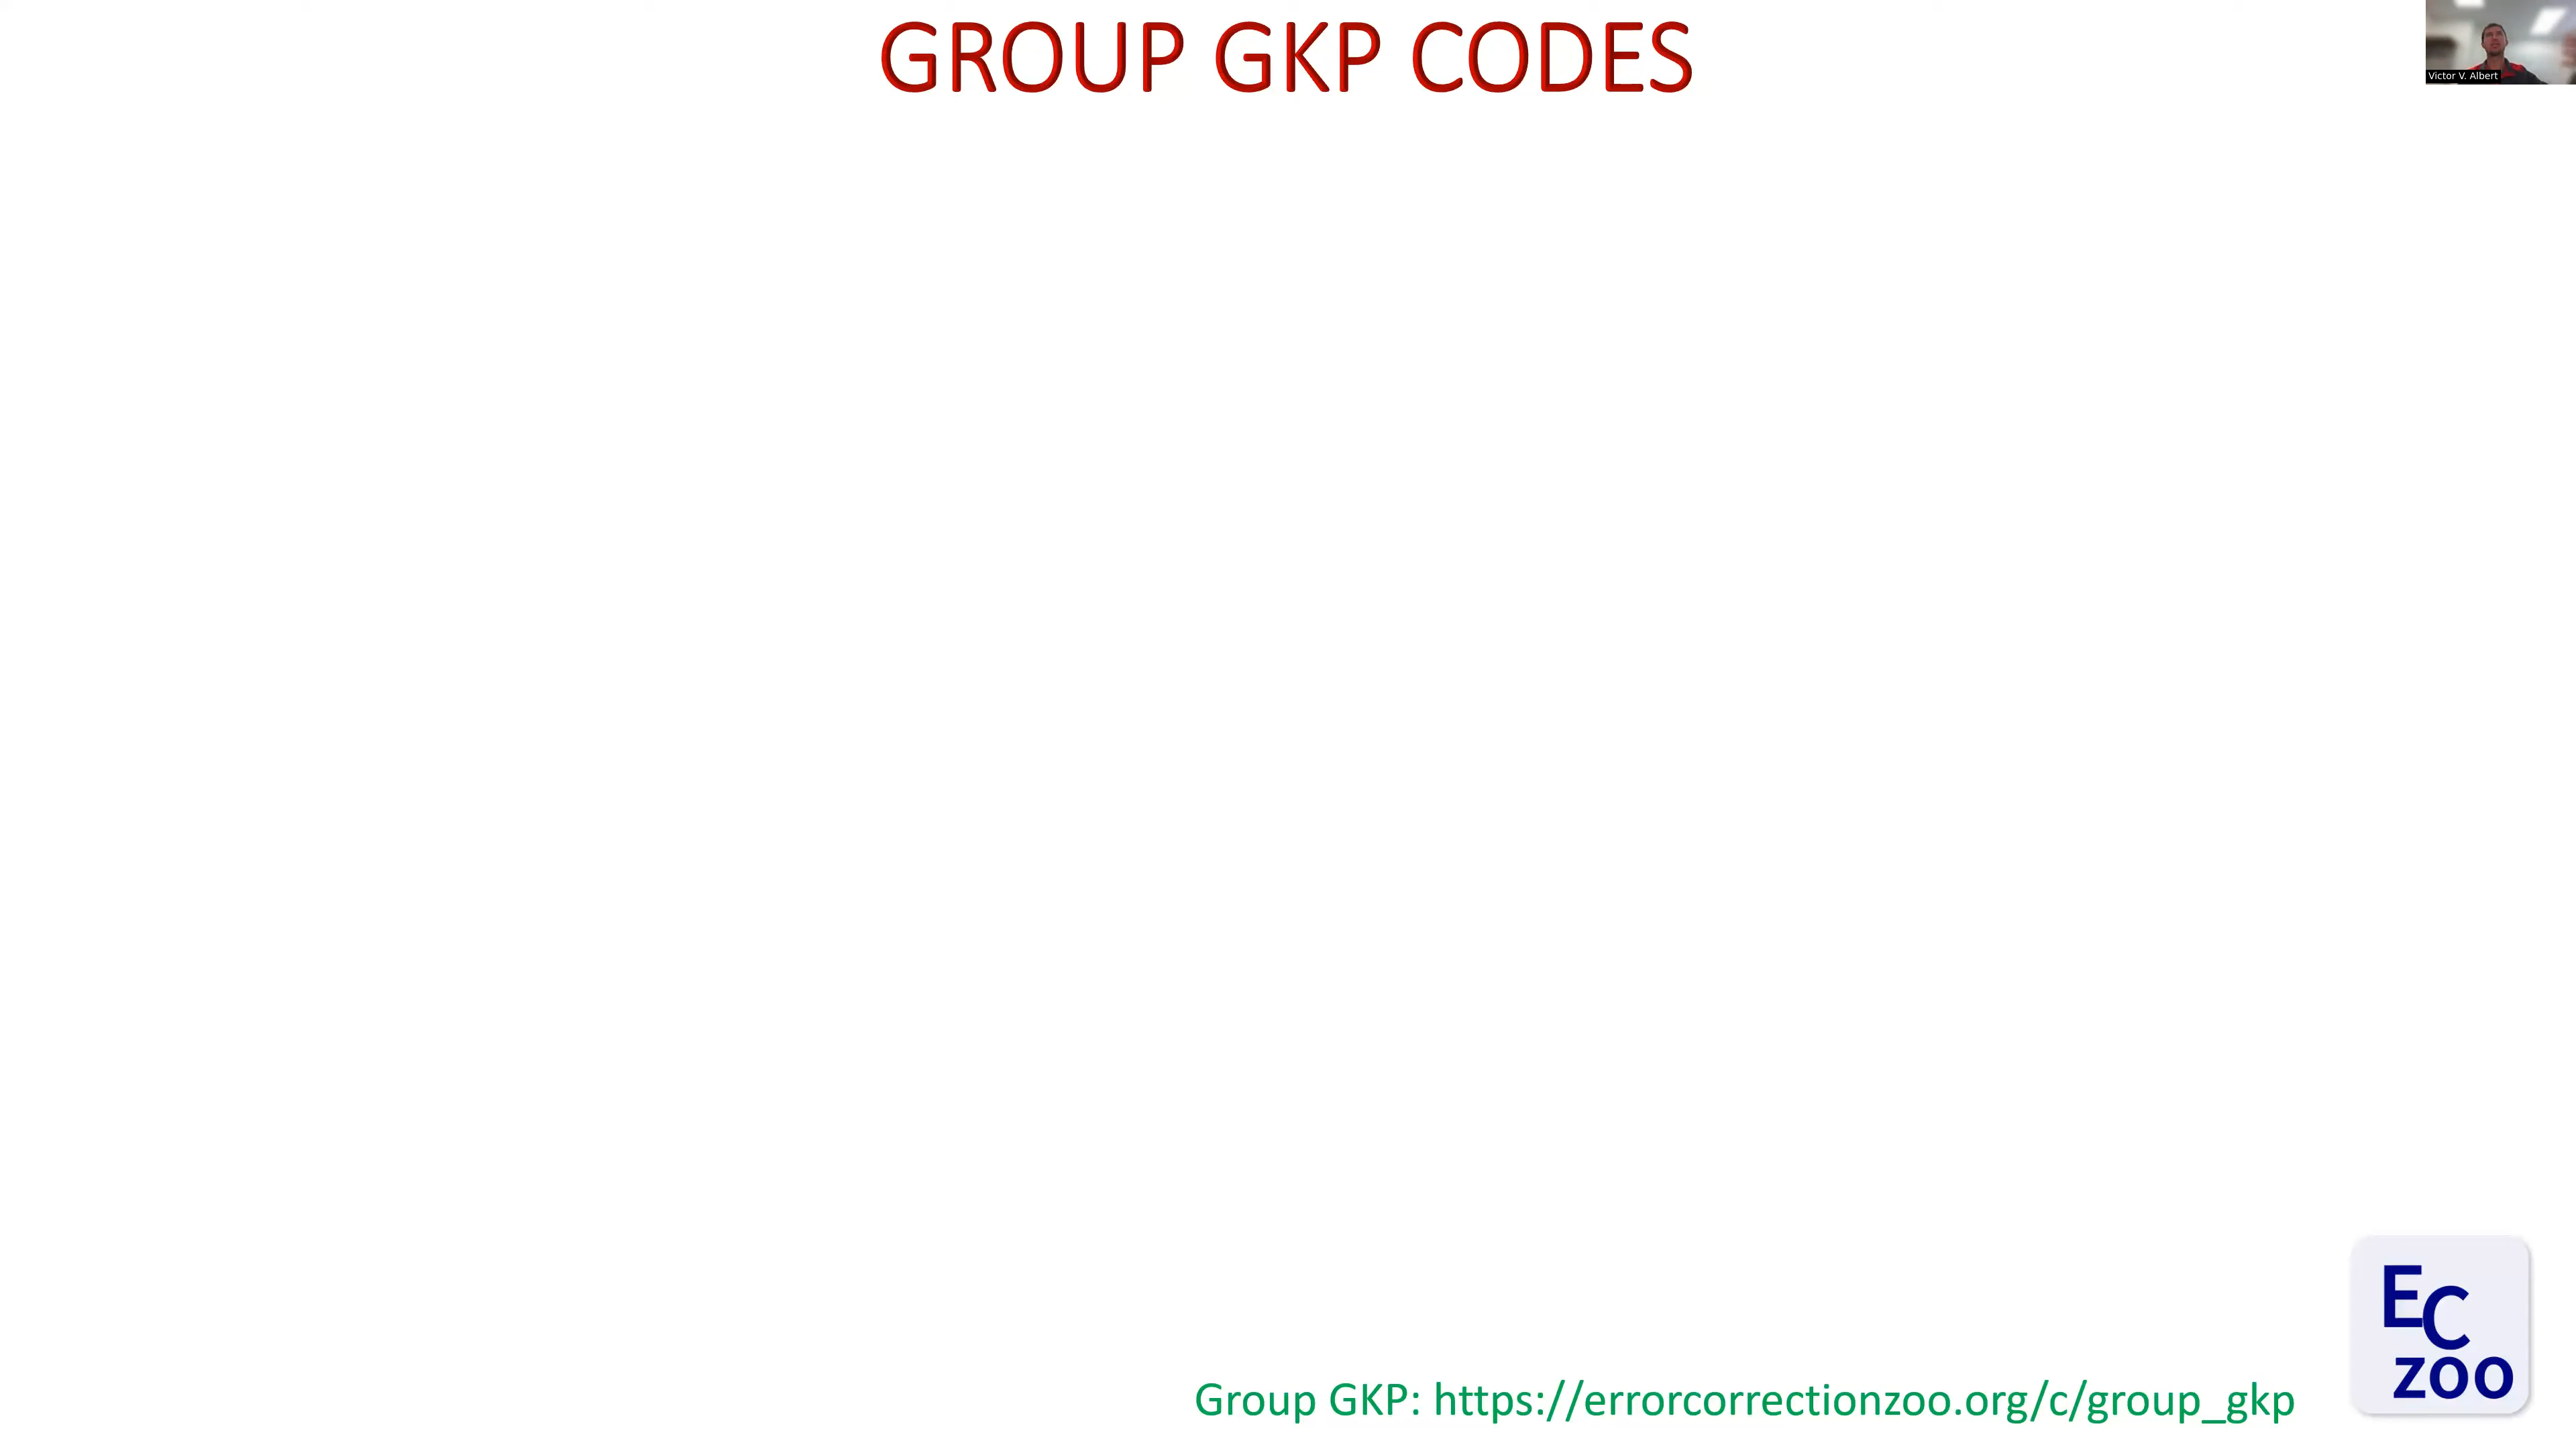 GROUP GKP CODES
Victor V. Albert
EC
zoo
Group GKP: https://errorcorrectionzoo.org/c/group_gkp